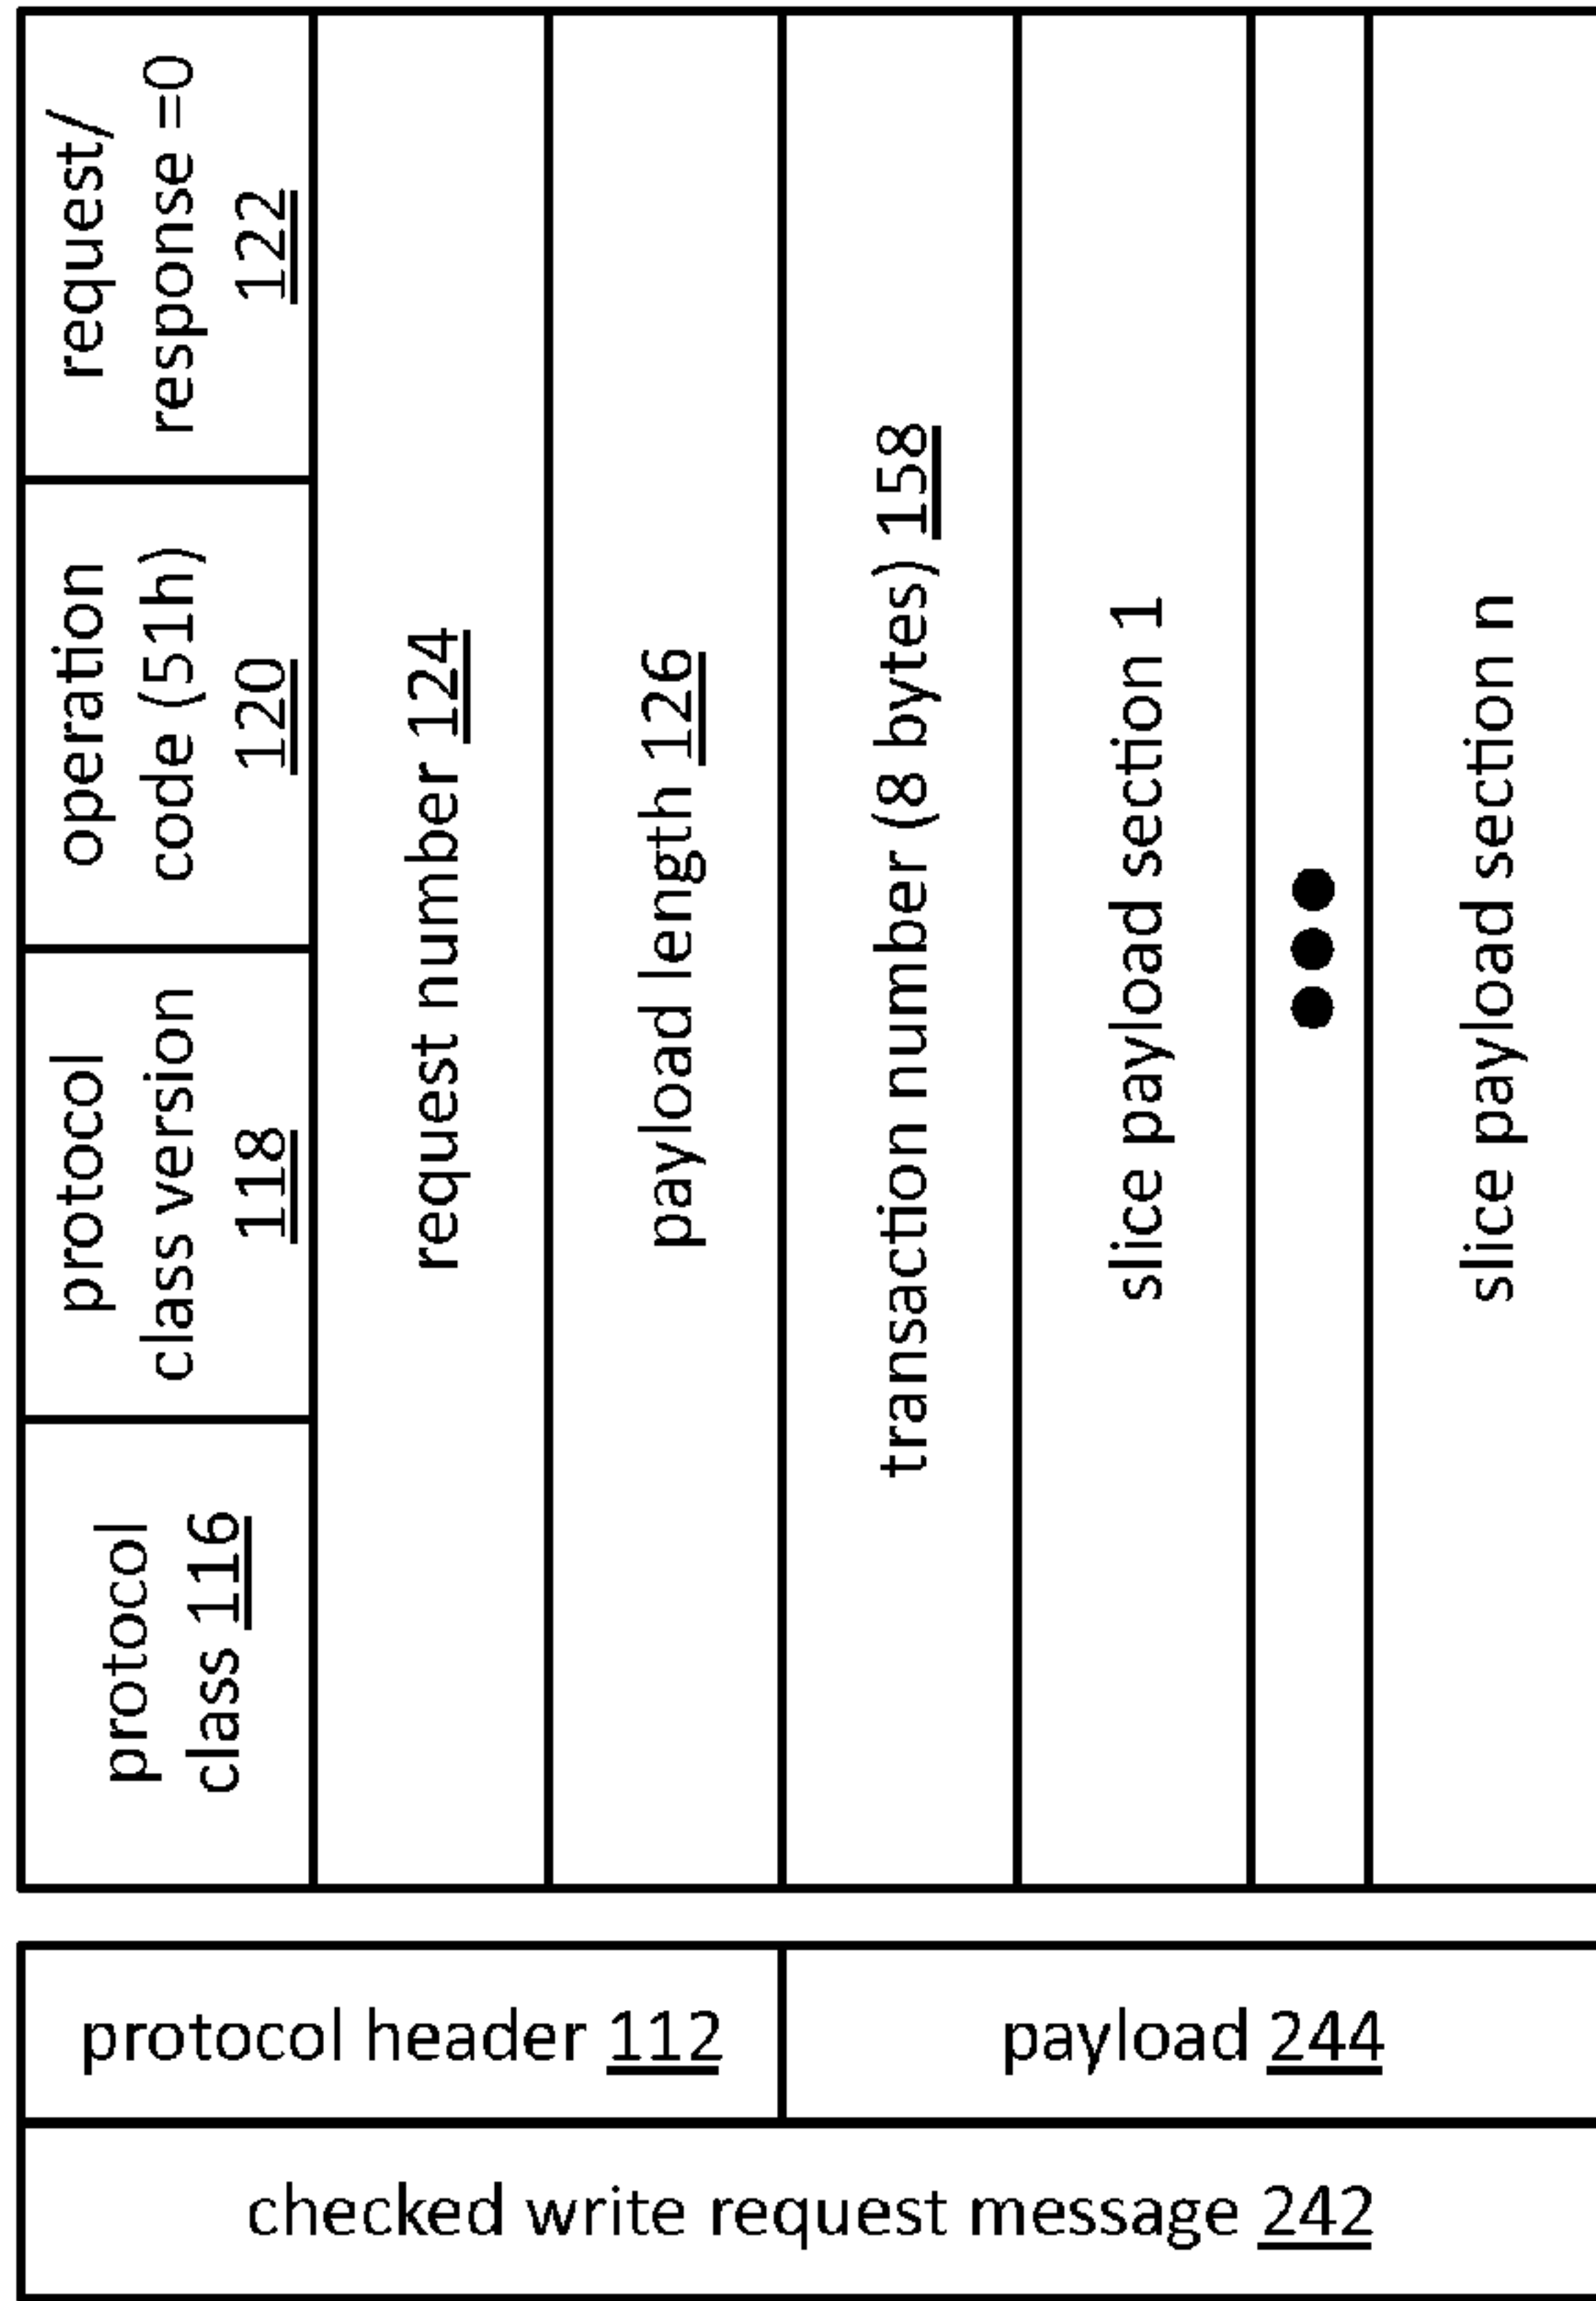 protocol
class 116
protocol
class version
118
operation
code (51h)
120
request/
response =0
122
request number 124
payload length 126
transaction number (8 bytes) 158
slice payload section 1
slice payload section n
protocol header 112
payload 244
checked write request message 242